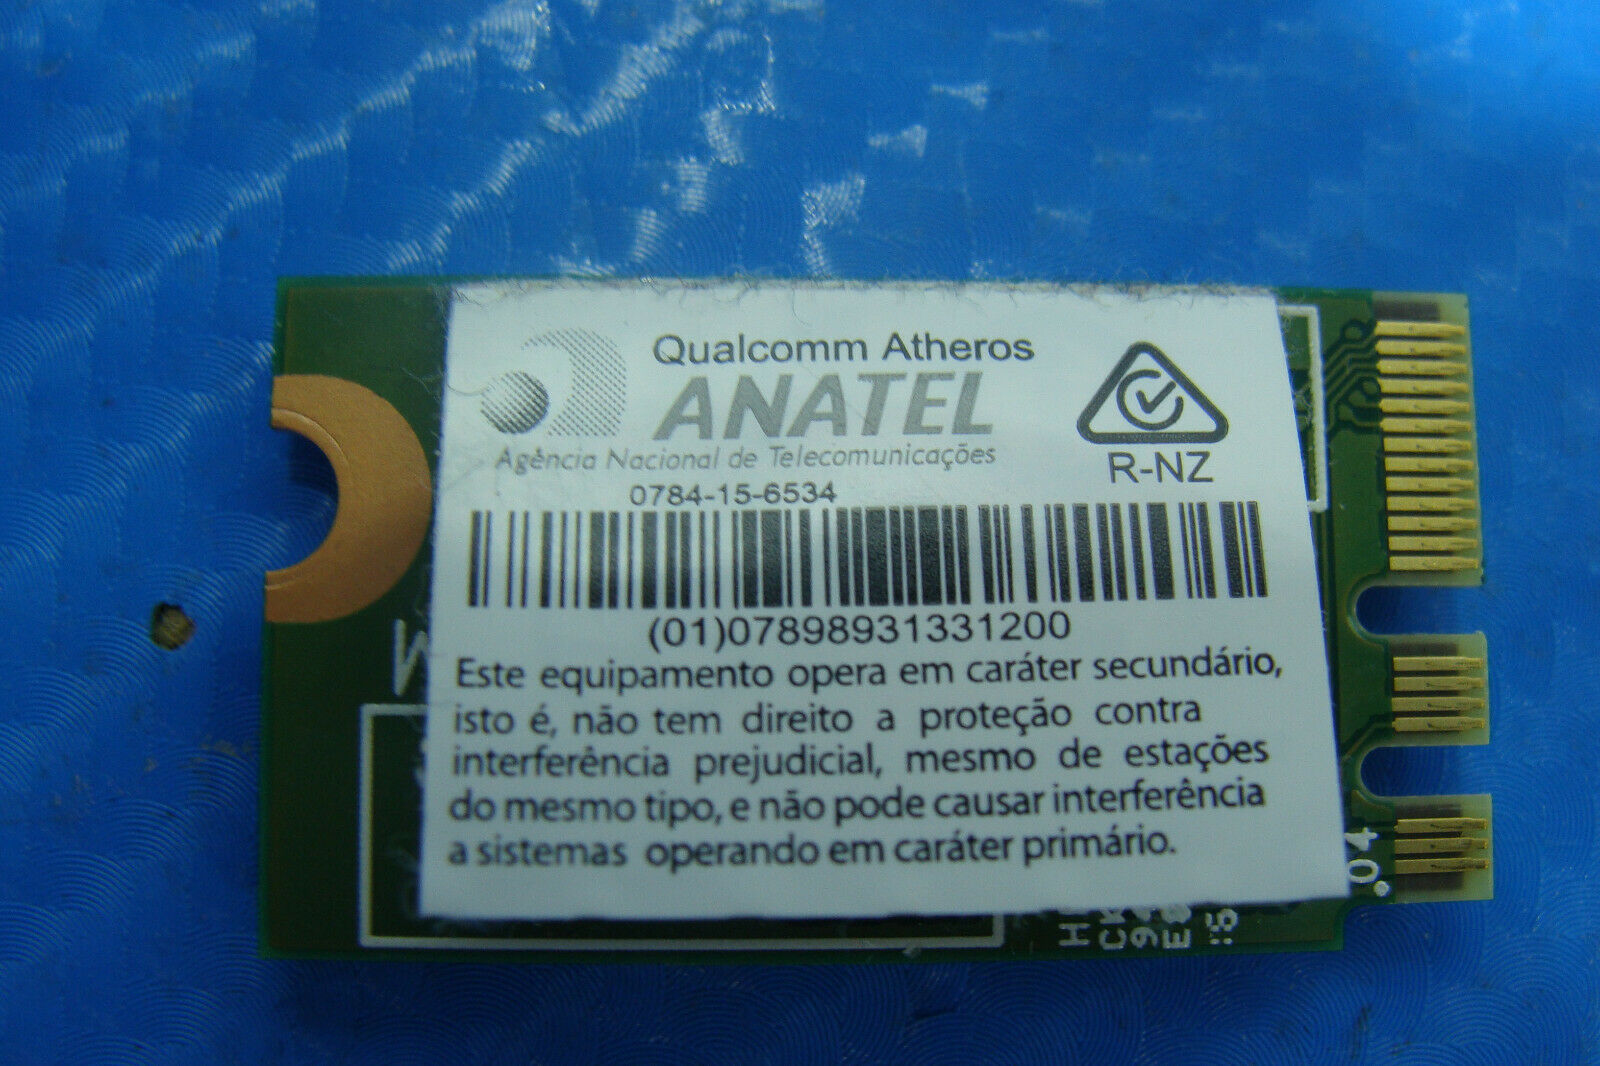 Qualcomm Atheros
ANATEL
Agência Nacional de Telecomunicações
R-NZ
0784-15-6534
(01)07898931331200
Este equipamento opera em caráter secundário,
isto é, não tem direito a proteção contra
interferência prejudicial, mesmo de estações
do mesmo tipo, e não pode causar interferência
a sistemas operando em caráter primário.
.04